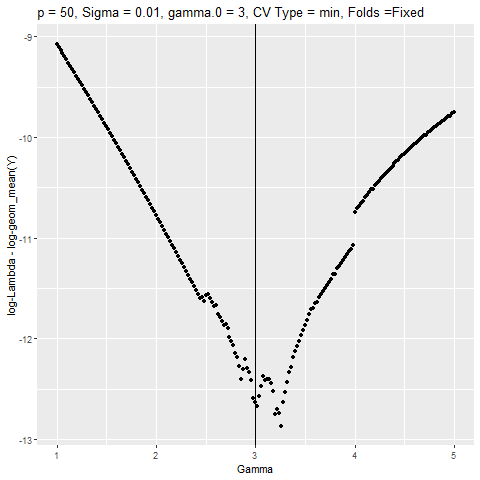 p = 50, Sigma = 0.01, gamma.0 = 3, CV Type = min, Folds =Fixed
log-Lambda - log-geom_mean(Y)
-9
-10
-11
-12
-13
1 2 3 4 5
Gamma